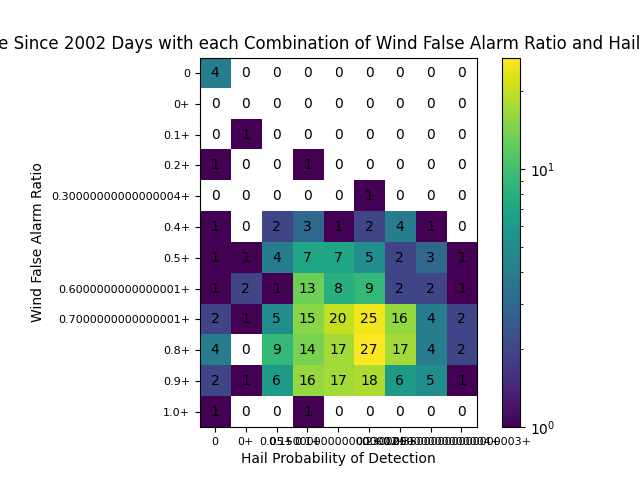 e Since 2002 Days with each Combination of Wind False Alarm Ratio and Hail
0 4 0 0 0 0 0 0 0 0
0+ 0 0 0 0 0 0 0 0 0
0.1+ 0 1 0 0 0 0 0 0 0
0.2+ 1 0 0 1 0 0 0 0 0
0.30000000000000004+ 0 0 0 0 0 1 0 0 0
0.4+ 1 0 2 3 1 2 4 1 0
0.5+ 1 1 4 7 7 5 2 3 1
0.6000000000000001+ 1 2 1 13 8 9 2 2 1
0.7000000000000001+ 2 1 5 15 20 25 16 4 2
0.8+ 4 0 9 14 17 27 17 4 2
0.9+ 2 1 6 16 17 18 6 5 1
1.0+ 1 0 0 1 0 0 0 0 0
0 0+
Hail Probability of Detection
Wind False Alarm Ratio
10¹
10⁰